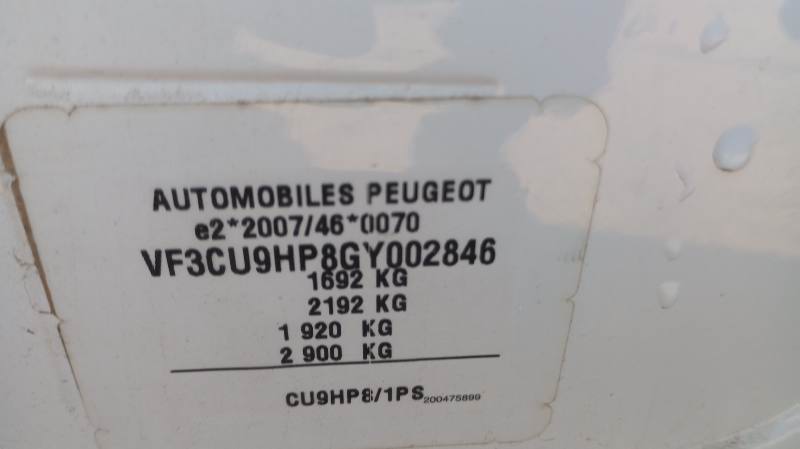 AUTOMOBILES PEUGEOT
e2*2007/46*0070
VF3CU9HP8GY002846
1692 KG
2192 KG
1 920 KG
2 900 KG
CU9HP8/1PS 200475899